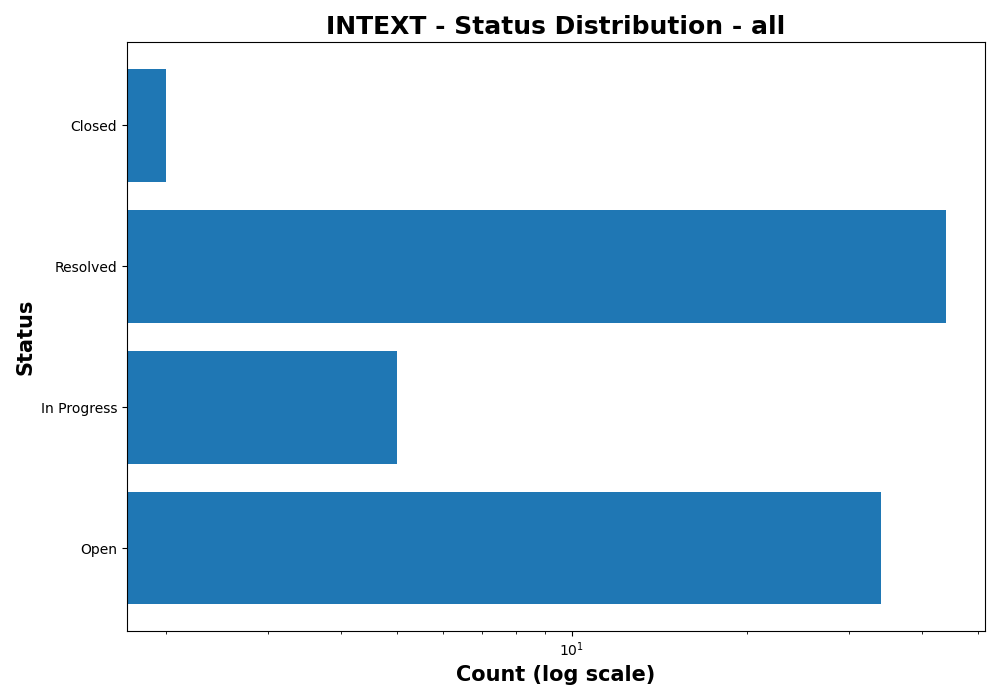 INTEXT - Status Distribution - all
Closed
Resolved
In Progress
Open
Status
10¹
Count (log scale)